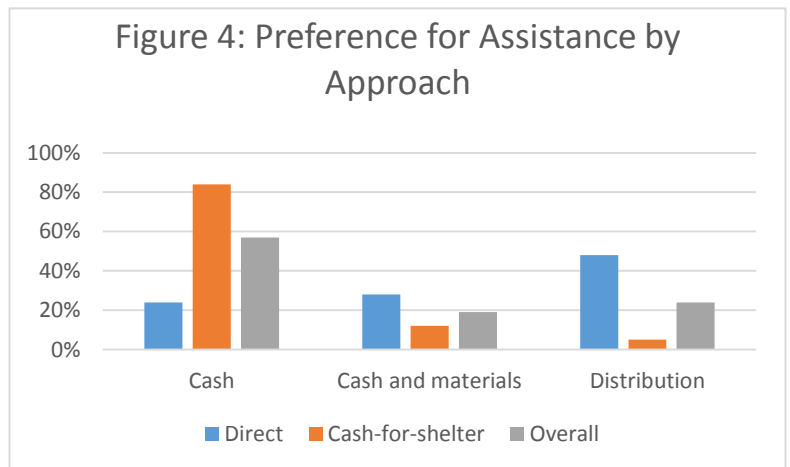 Figure 4: Preference for Assistance by
Approach
100%
80%
60%
40%
20%
0%
Cash
Cash and materials
Distribution
Direct
Cash-for-shelter
Overall